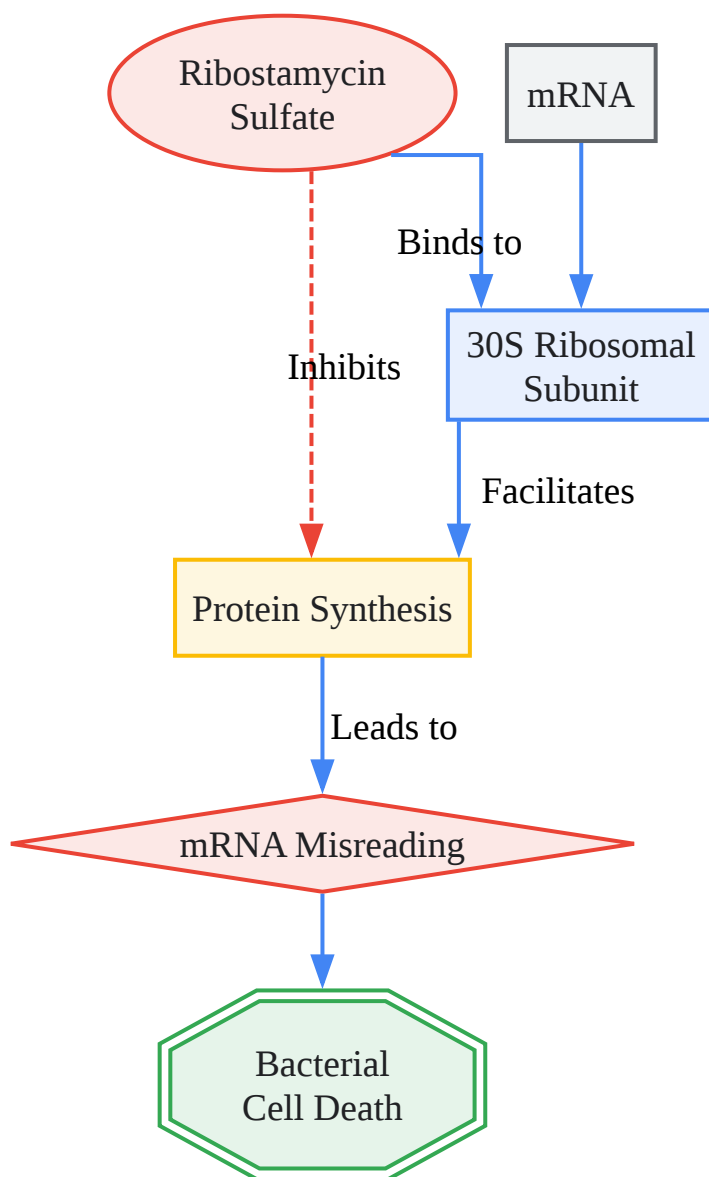 Ribostamycin
Sulfate
mRNA
Binds to
30S Ribosomal
Subunit
Inhibits
Facilitates
Protein Synthesis
Leads to
mRNA Misreading
Bacterial
Cell Death